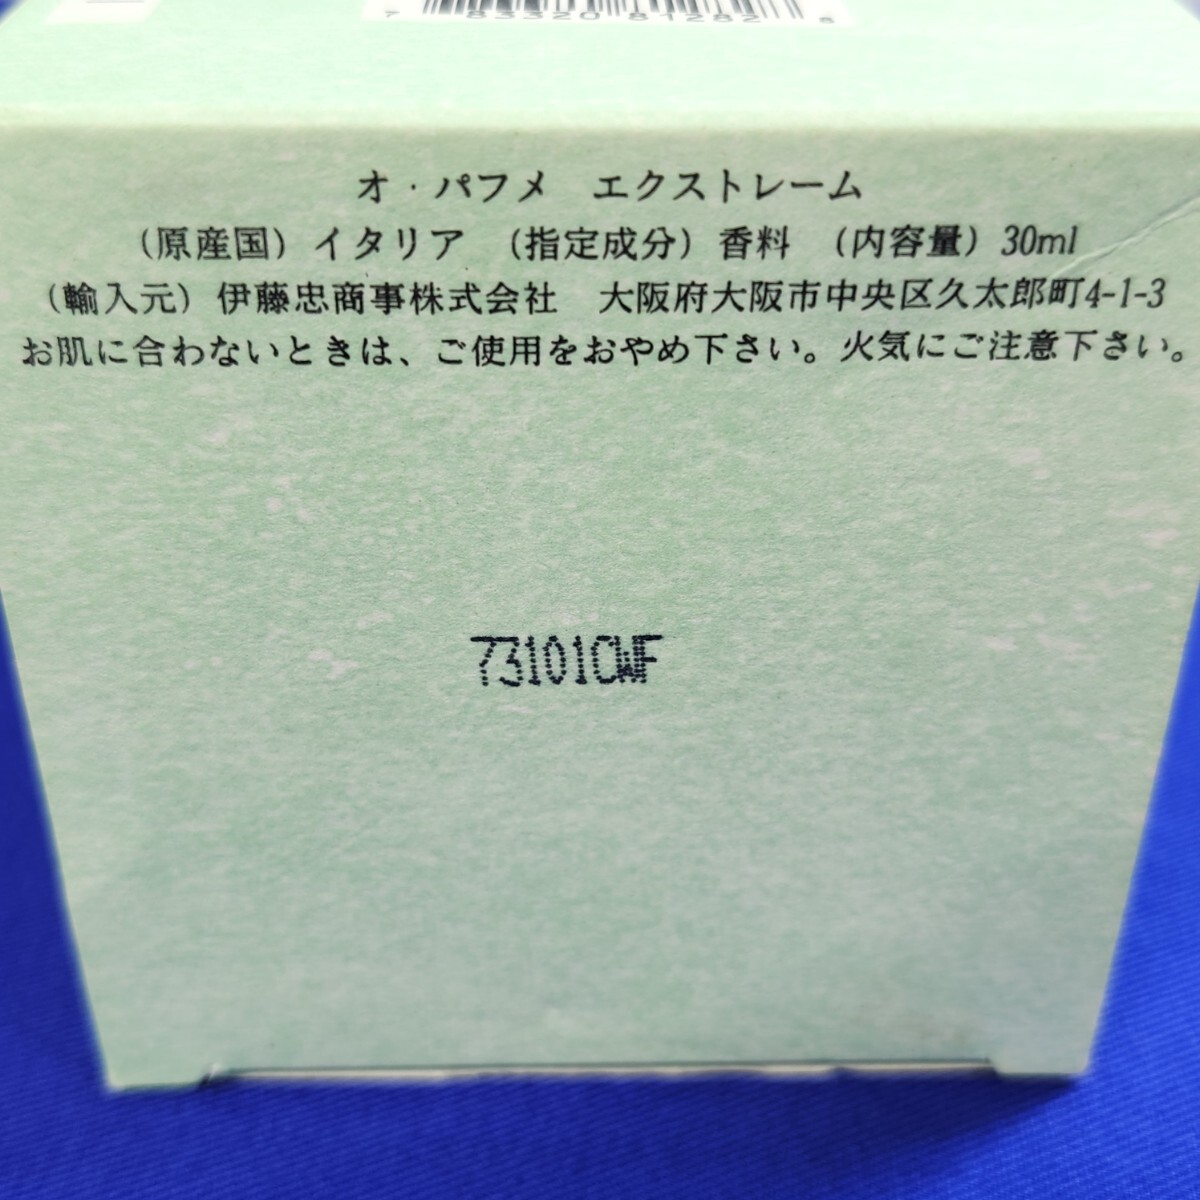 7 83320 81282 8
オ・パフメ　エクストレーム
（原産国）イタリア　（指定成分）香料　（内容量）30ml
（輸入元）伊藤忠商事株式会社　大阪府大阪市中央区久太郎町4-1-3
お肌に合わないときは、ご使用をおやめ下さい。火気にご注意下さい。
73101CWF